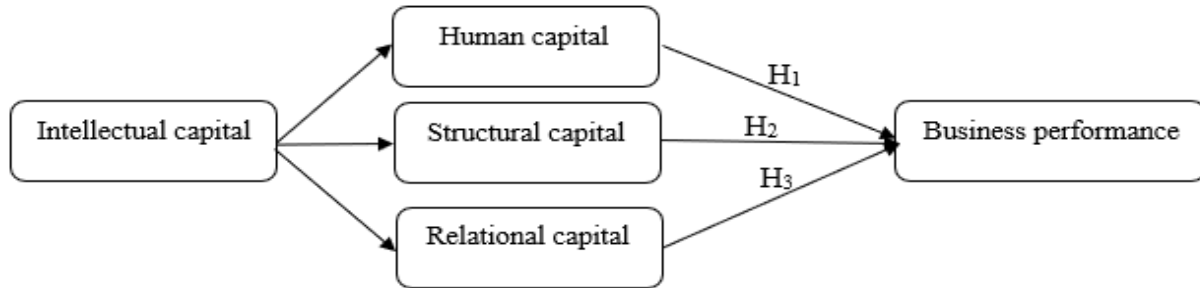 Human capital
H₁
Intellectual capital
Structural capital
H₂
Business performance
H₃
Relational capital